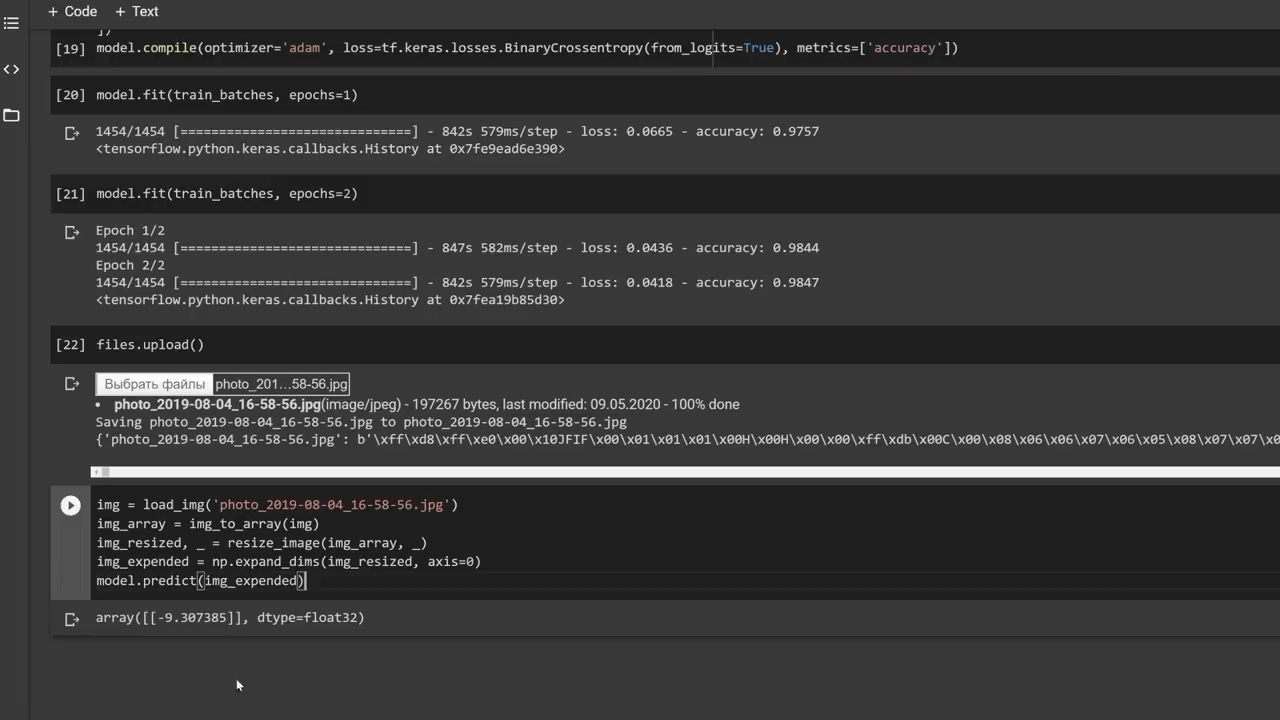 + Code + Text
])
[19] model.compile(optimizer='adam', loss=tf.keras.losses.BinaryCrossentropy(from_logits=True), metrics=['accuracy'])
[20] model.fit(train_batches, epochs=1)
1454/1454 [==============================] - 842s 579ms/step - loss: 0.0665 - accuracy: 0.9757
<tensorflow.python.keras.callbacks.History at 0x7fe9ead6e390>
[21] model.fit(train_batches, epochs=2)
Epoch 1/2
1454/1454 [==============================] - 847s 582ms/step - loss: 0.0436 - accuracy: 0.9844
Epoch 2/2
1454/1454 [==============================] - 842s 579ms/step - loss: 0.0418 - accuracy: 0.9847
<tensorflow.python.keras.callbacks.History at 0x7fea19b85d30>
[22] files.upload()
Выбрать файлы photo_201...58-56.jpg
• photo_2019-08-04_16-58-56.jpg(image/jpeg) - 197267 bytes, last modified: 09.05.2020 - 100% done
Saving photo_2019-08-04_16-58-56.jpg to photo_2019-08-04_16-58-56.jpg
{'photo_2019-08-04_16-58-56.jpg': b'\xff\xd8\xff\xe0\x00\x10JFIF\x00\x01\x01\x01\x00H\x00H\x00\x00\xff\xdb\x00C\x00\x08\x06\x06\x07\x06\x05\x08\x07\x07\x0
img = load_img('photo_2019-08-04_16-58-56.jpg')
img_array = img_to_array(img)
img_resized, _ = resize_image(img_array, _)
img_expended = np.expand_dims(img_resized, axis=0)
model.predict(img_expended)
array([[-9.307385]], dtype=float32)